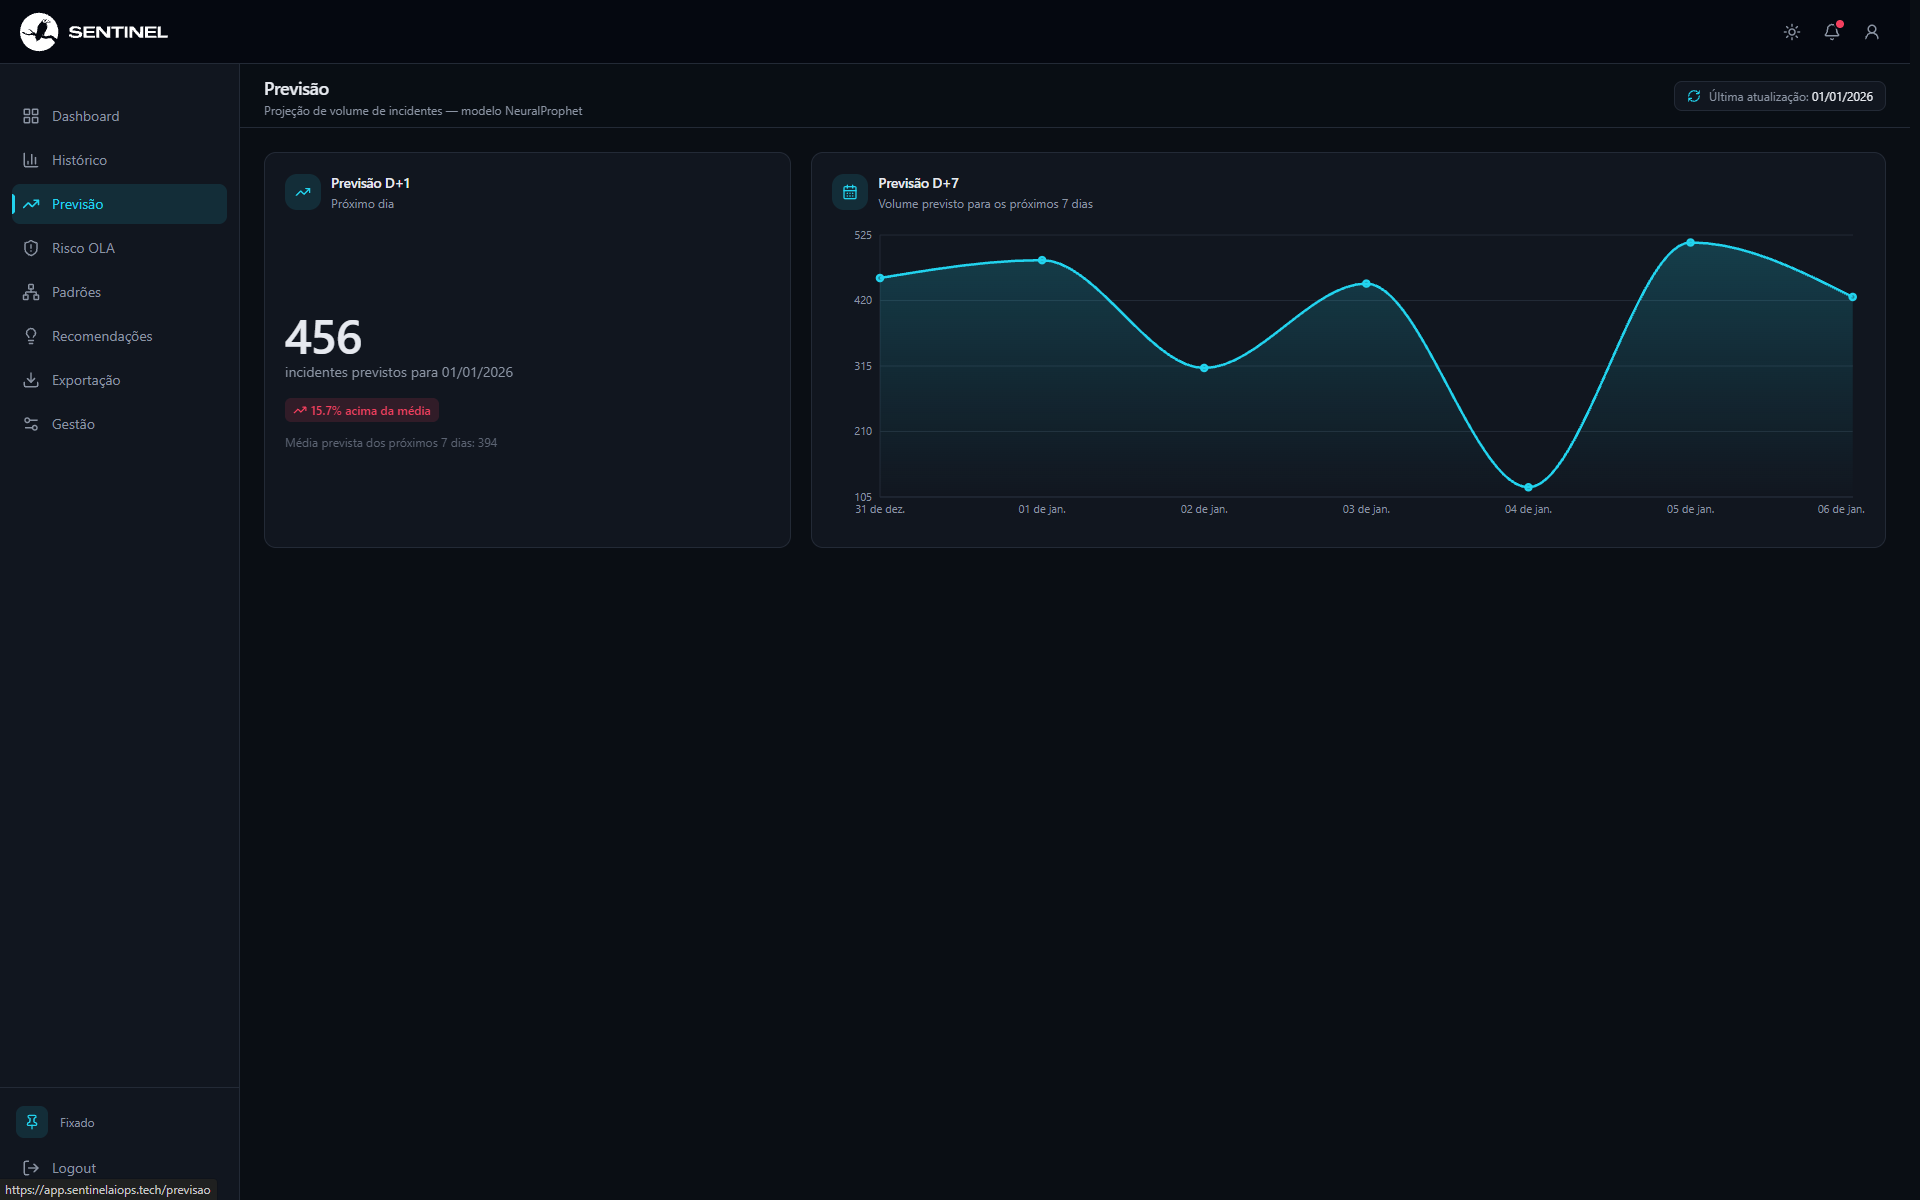 SENTINEL
Dashboard
Histórico
Previsão
Risco OLA
Padrões
Recomendações
Exportação
Gestão
Fixado
Logout
https://app.sentinelaiops.tech/previsao
Previsão
Projeção de volume de incidentes — modelo NeuralProphet
Última atualização: 01/01/2026
Previsão D+1
Próximo dia
456
incidentes previstos para 01/01/2026
15.7% acima da média
Média prevista dos próximos 7 dias: 394
Previsão D+7
Volume previsto para os próximos 7 dias
525
420
315
210
105
31 de dez. 01 de jan. 02 de jan. 03 de jan. 04 de jan. 05 de jan. 06 de jan.